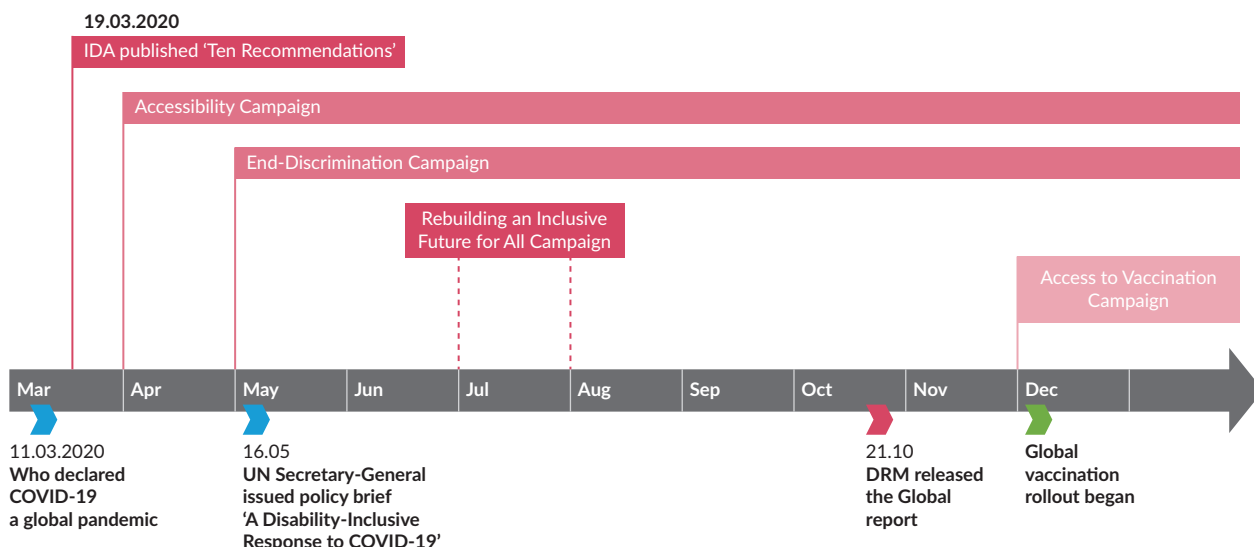 19.03.2020
IDA published ‘Ten Recommendations’
Accessibility Campaign
End-Discrimination Campaign
Rebuilding an Inclusive
Future for All Campaign
Access to Vaccination
Campaign
Mar
Apr
May
Jun
Jul
Aug
Sep
Oct
Nov
Dec
11.03.2020
Who declared
COVID-19
a global pandemic
16.05
UN Secretary-General
issued policy brief
‘A Disability-Inclusive
Response to COVID-19’
21.10
DRM released
the Global
report
Global
vaccination
rollout began